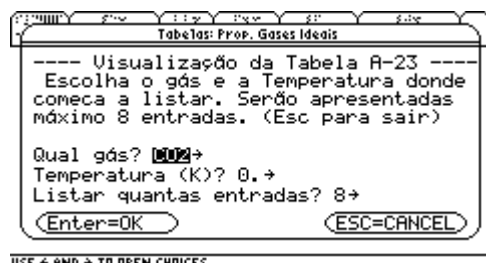 Tabelas: Prop. Gases Ideais
---- Visualização da Tabela A-23 ----
Escolha o gás e a Temperatura donde
comeca a listar. Serão apresentadas
máximo 8 entradas. (Esc para sair)
Qual gás? CO2→
Temperatura (K)? 0.→
Listar quantas entradas? 8→
Enter=OK ESC=CANCEL
USE ← AND → TO OPEN CHOICES